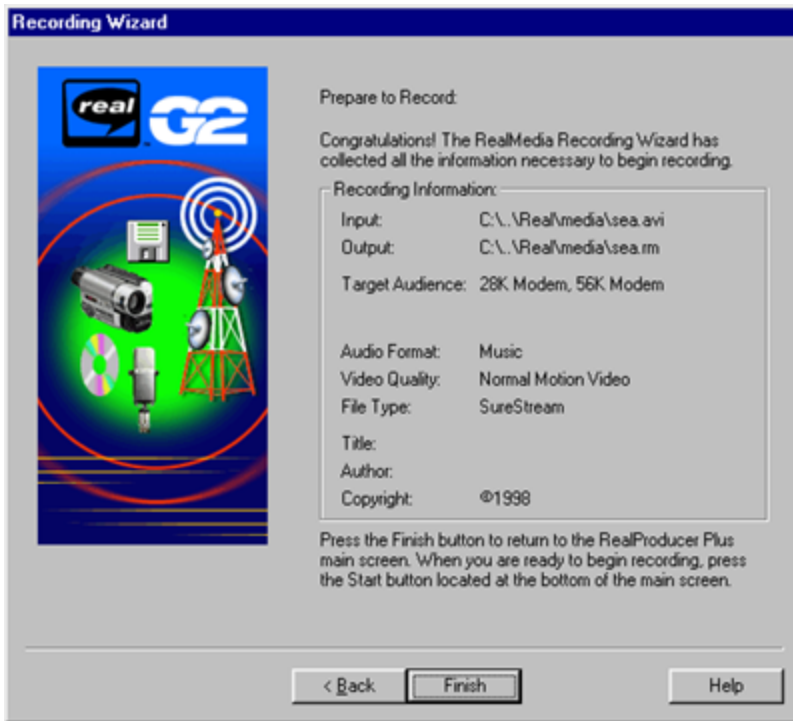 Recording Wizard
real G2
Prepare to Record:
Congratulations! The RealMedia Recording Wizard has
collected all the information necessary to begin recording.
Recording Information:
Input: C:\..\Real\media\sea.avi
Output: C:\..\Real\media\sea.rm
Target Audience: 28K Modem, 56K Modem
Audio Format: Music
Video Quality: Normal Motion Video
File Type: SureStream
Title:
Author:
Copyright: ©1998
Press the Finish button to return to the RealProducer Plus
main screen. When you are ready to begin recording, press
the Start button located at the bottom of the main screen.
< Back Finish Help